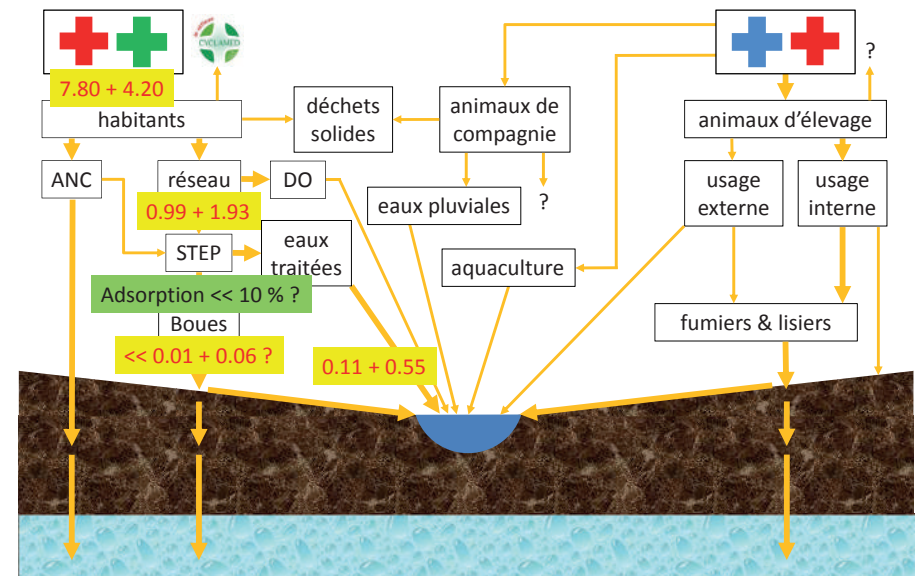 CYCLAMED
?
7.80 + 4.20
habitants
déchets
solides
animaux de
compagnie
animaux d'élevage
ANC
réseau
DO
eaux pluviales
?
usage
externe
usage
interne
0.99 + 1.93
STEP
eaux
traitées
aquaculture
Adsorption << 10 % ?
Boues
fumiers & lisiers
<< 0.01 + 0.06 ?
0.11 + 0.55